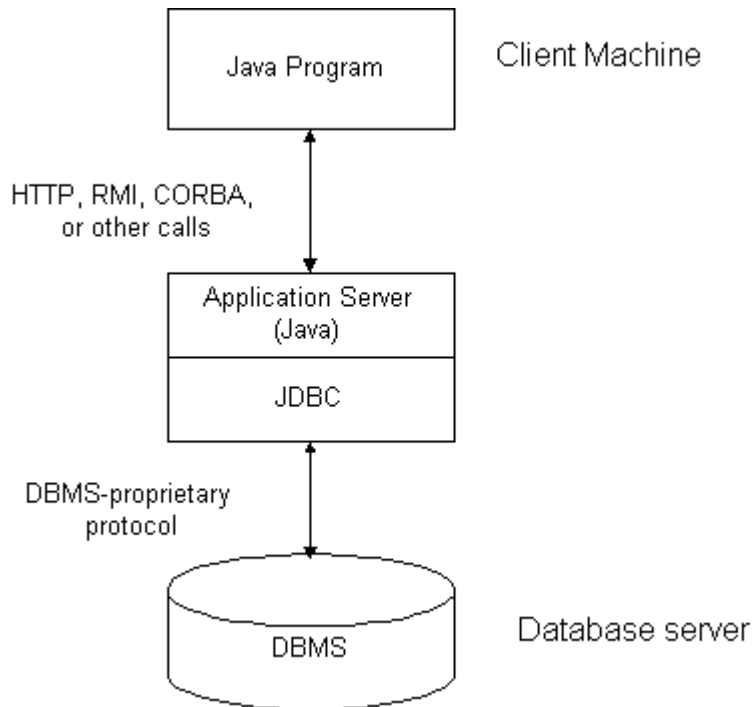 Java Program
Client Machine
HTTP, RMI, CORBA,
or other calls
Application Server
(Java)
JDBC
DBMS-proprietary
protocol
DBMS
Database server